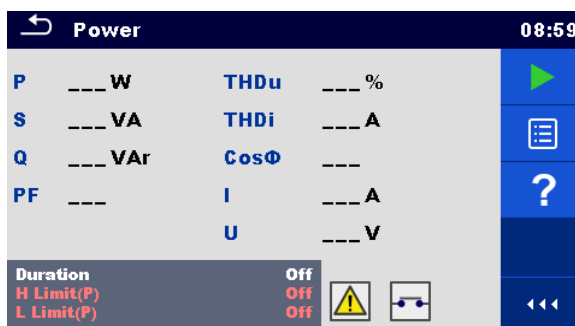 Power 08:59
P ___W THDu ___%
S ___VA THDi ___A
Q ___VAr CosΦ ___
PF ___ I ___A
U ___V
Duration Off
H Limit(P) Off
L Limit(P) Off
?